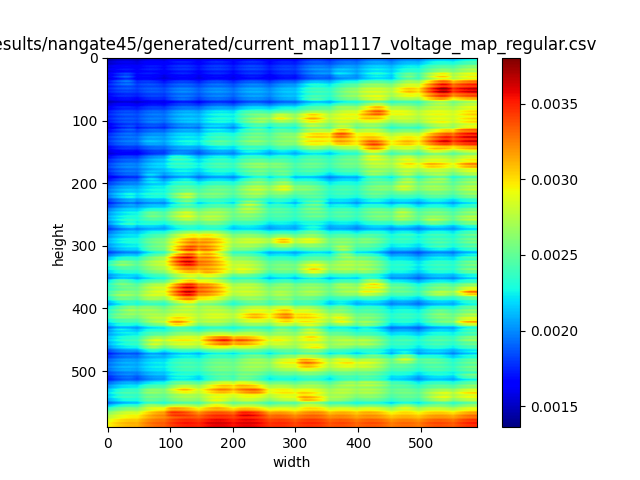 esults/nangate45/generated/current_map1117_voltage_map_regular.csv
0
100
200
300
400
500
height
0 100 200 300 400 500
width
0.0035
0.0030
0.0025
0.0020
0.0015